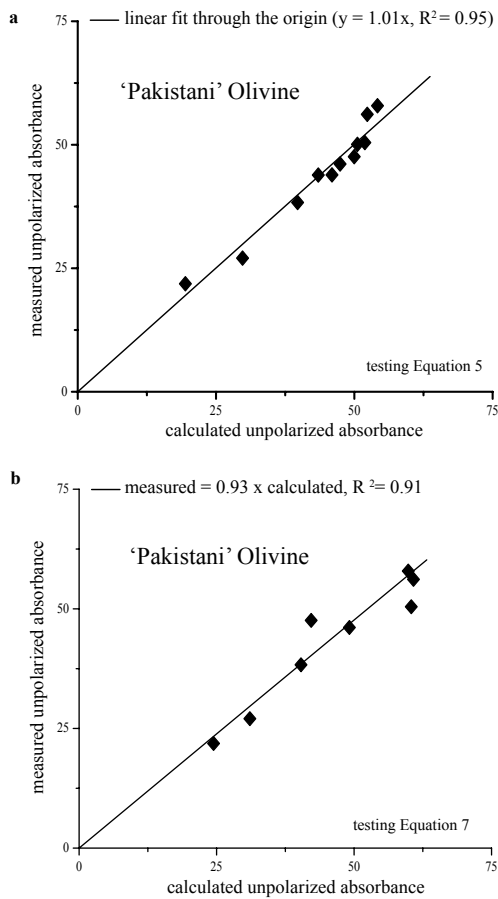 a
linear fit through the origin (y = 1.01x, R² = 0.95)
'Pakistani' Olivine
75
50
25
0
measured unpolarized absorbance
testing Equation 5
0 25 50 75
calculated unpolarized absorbance
b
measured = 0.93 x calculated, R ²= 0.91
'Pakistani' Olivine
75
50
25
0
measured unpolarized absorbance
testing Equation 7
0 25 50 75
calculated unpolarized absorbance